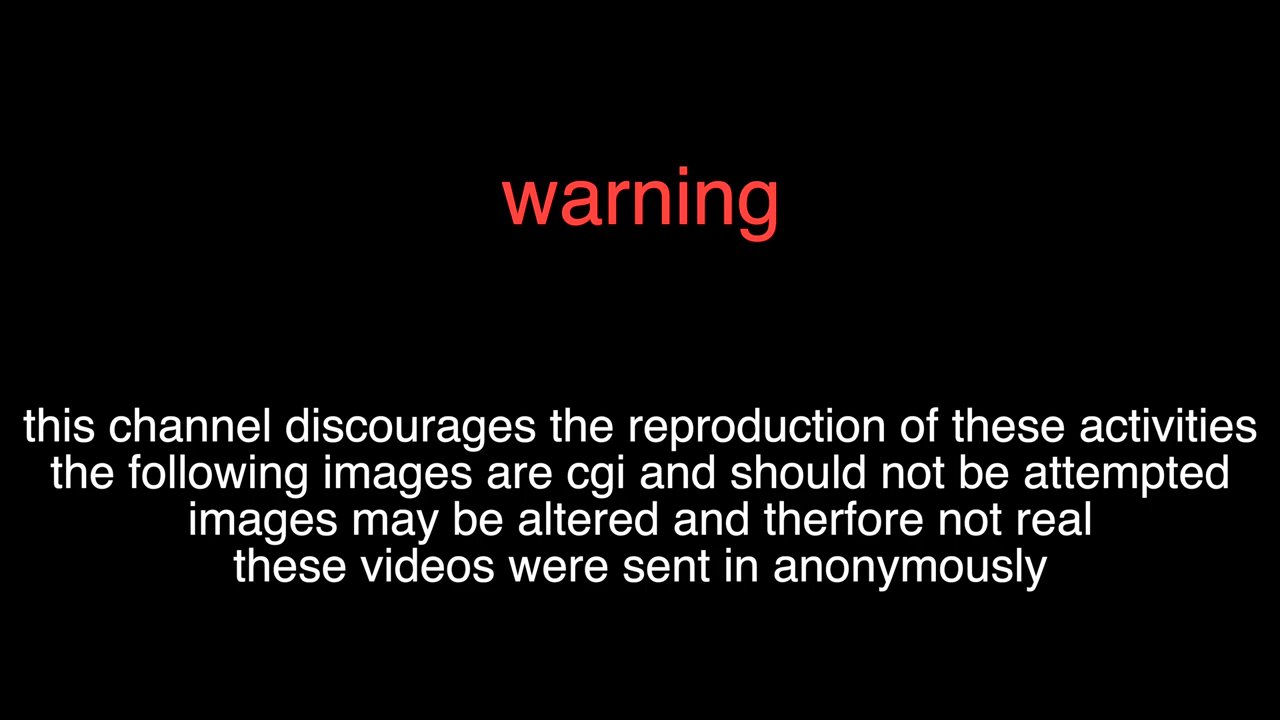 warning
this channel discourages the reproduction of these activities
the following images are cgi and should not be attempted
images may be altered and therfore not real
these videos were sent in anonymously